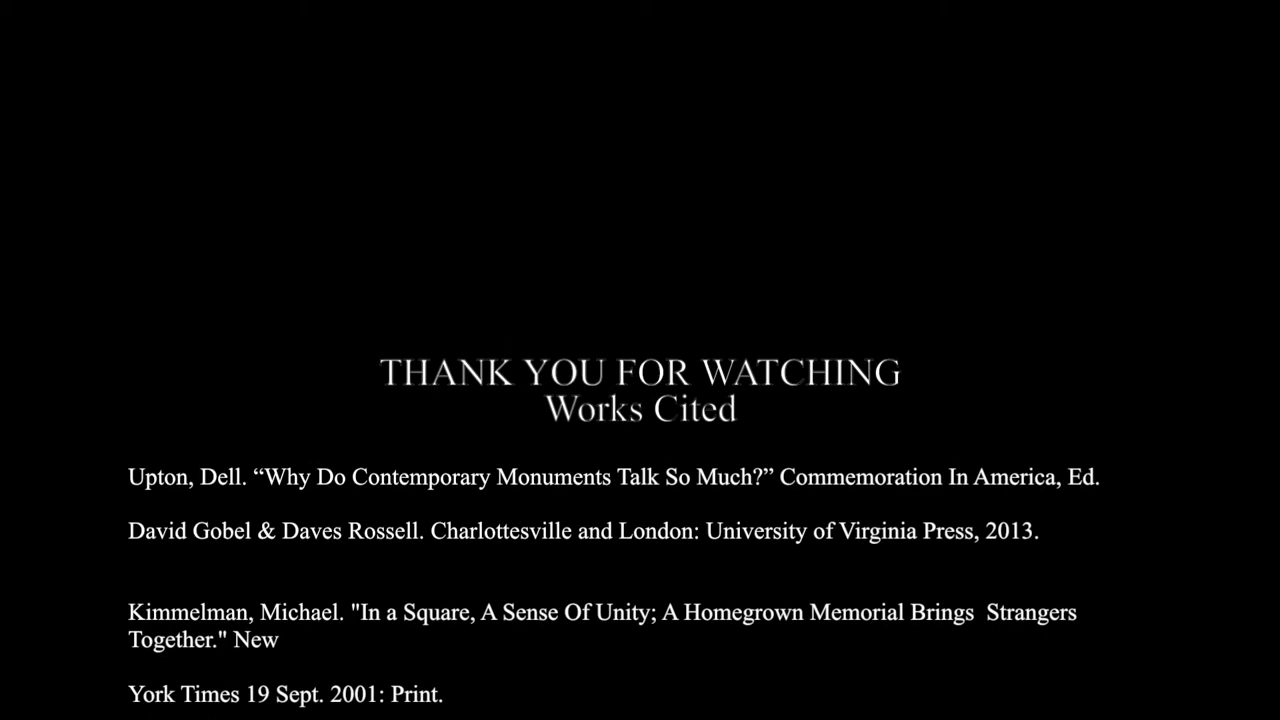 THANK YOU FOR WATCHING
Works Cited
Upton, Dell. “Why Do Contemporary Monuments Talk So Much?” Commemoration In America, Ed.
David Gobel & Daves Rossell. Charlottesville and London: University of Virginia Press, 2013.
Kimmelman, Michael. "In a Square, A Sense Of Unity; A Homegrown Memorial Brings  Strangers
Together." New
York Times 19 Sept. 2001: Print.